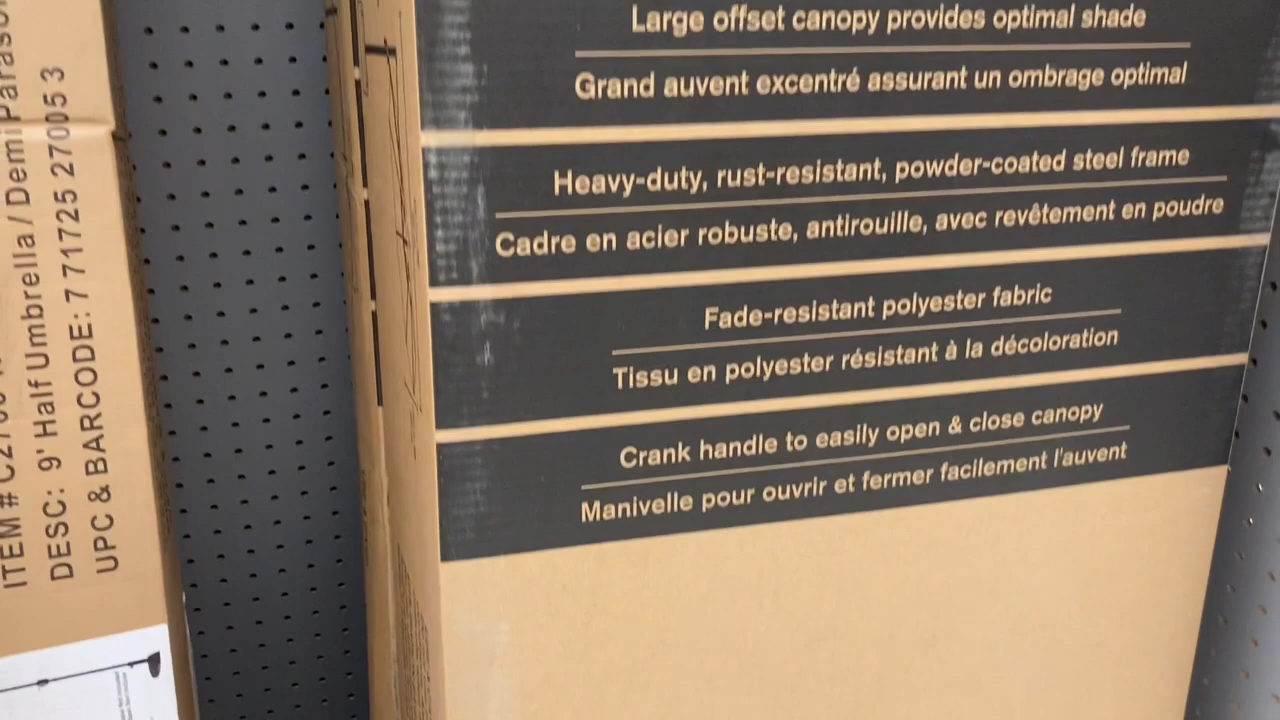 Large offset canopy provides optimal shade
Grand auvent excentré assurant un ombrage optimal
Heavy-duty, rust-resistant, powder-coated steel frame
Cadre en acier robuste, antirouille, avec revêtement en poudre
Fade-resistant polyester fabric
Tissu en polyester résistant à la décoloration
Crank handle to easily open & close canopy
Manivelle pour ouvrir et fermer facilement l'auvent
ITEM #
DESC: 9' Half Umbrella / Demi Parasol
UPC & BARCODE: 7 71725 27005 3